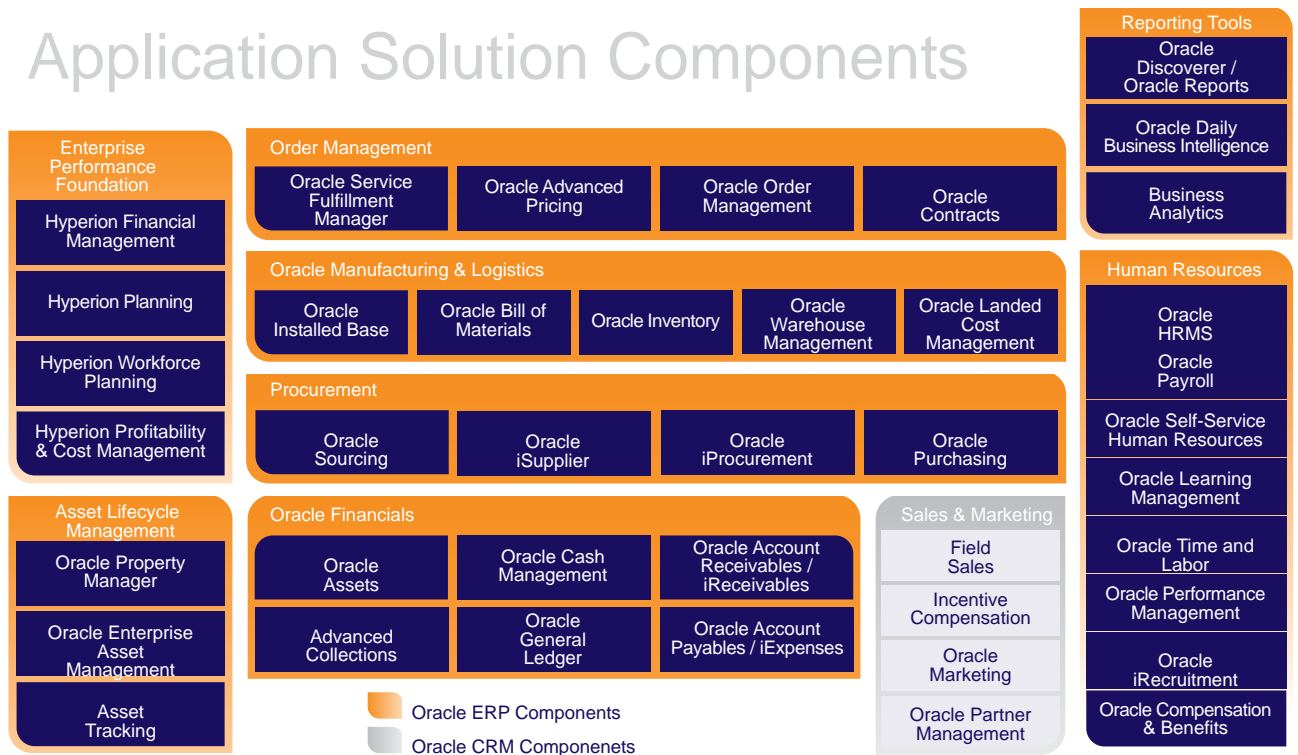 Application Solution Components
Reporting Tools
Oracle
Discoverer /
Oracle Reports
Oracle Daily
Business Intelligence
Business
Analytics
Enterprise
Performance
Foundation
Hyperion Financial
Management
Hyperion Planning
Hyperion Workforce
Planning
Hyperion Profitability
& Cost Management
Order Management
Oracle Service
Fulfillment
Manager
Oracle Advanced
Pricing
Oracle Order
Management
Oracle
Contracts
Oracle Manufacturing & Logistics
Oracle
Installed Base
Oracle Bill of
Materials
Oracle Inventory
Oracle
Warehouse
Management
Oracle Landed
Cost
Management
Procurement
Oracle
Sourcing
Oracle
iSupplier
Oracle
iProcurement
Oracle
Purchasing
Human Resources
Oracle
HRMS
Oracle
Payroll
Oracle Self-Service
Human Resources
Oracle Learning
Management
Oracle Time and
Labor
Oracle Performance
Management
Oracle
iRecruitment
Oracle Compensation
& Benefits
Asset Lifecycle
Management
Oracle Property
Manager
Oracle Enterprise
Asset
Management
Asset
Tracking
Oracle Financials
Oracle
Assets
Oracle Cash
Management
Oracle Account
Receivables /
iReceivables
Advanced
Collections
Oracle
General
Ledger
Oracle Account
Payables / iExpenses
Sales & Marketing
Field
Sales
Incentive
Compensation
Oracle
Marketing
Oracle Partner
Management
Oracle ERP Components
Oracle CRM Componenets